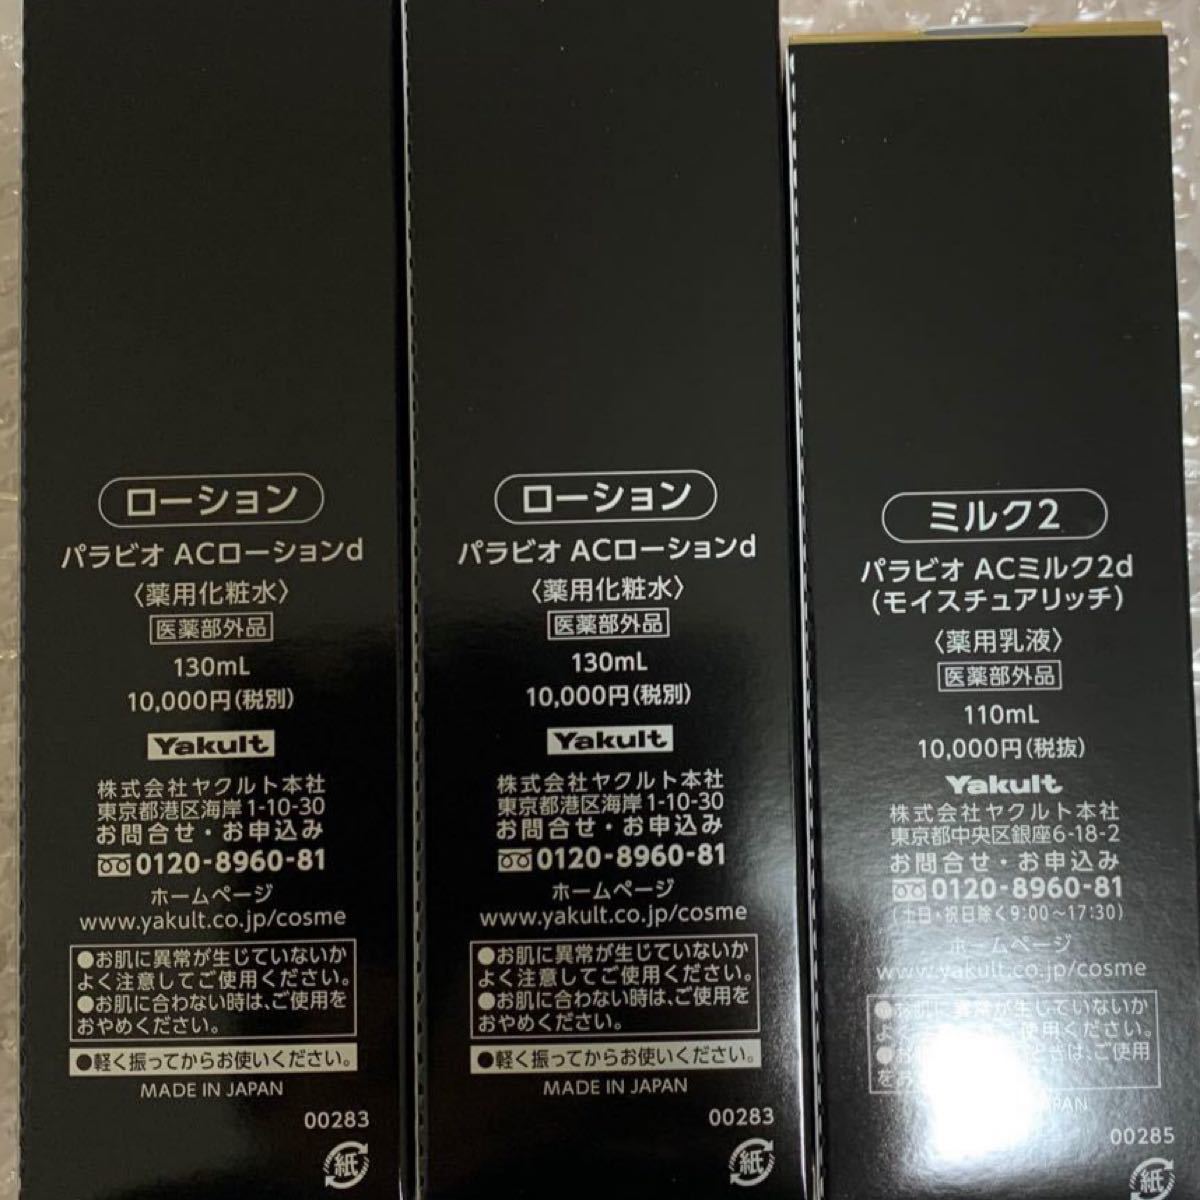 ローション
パラビオ ACローションd
〈薬用化粧水〉
医薬部外品
130mL
10,000円(税別)
Yakult
株式会社ヤクルト本社
東京都港区海岸1-10-30
お問合せ・お申込み
0120-8960-81
ホームページ
www.yakult.co.jp/cosme
●お肌に異常が生じていないか
よく注意してご使用ください。
●お肌に合わない時は、ご使用を
おやめください。
●軽く振ってからお使いください。
MADE IN JAPAN
00283
紙
ローション
パラビオ ACローションd
〈薬用化粧水〉
医薬部外品
130mL
10,000円(税別)
Yakult
株式会社ヤクルト本社
東京都港区海岸1-10-30
お問合せ・お申込み
0120-8960-81
ホームページ
www.yakult.co.jp/cosme
●お肌に異常が生じていないか
よく注意してご使用ください。
●お肌に合わない時は、ご使用を
おやめください。
●軽く振ってからお使いください。
MADE IN JAPAN
00283
紙
ミルク2
パラビオ ACミルク2d
(モイスチュアリッチ)
〈薬用乳液〉
医薬部外品
110mL
10,000円(税抜)
Yakult
株式会社ヤクルト本社
東京都中央区銀座6-18-2
お問合せ・お申込み
0120-8960-81
(土日・祝日除く9:00~17:30)
ホームページ
www.yakult.co.jp/cosme
●お肌に異常が生じていないか
よ 使用ください。
●お は、ご使用
をお
JAPAN
00285
紙